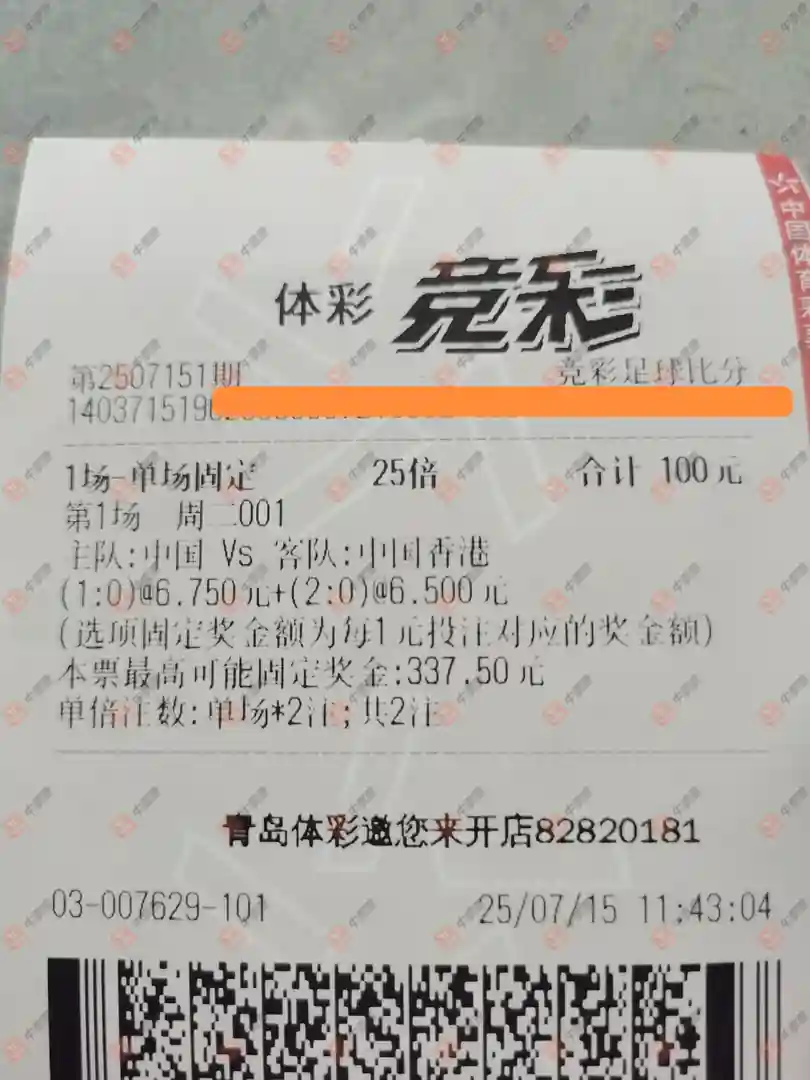 体彩 竞彩
第2507151期 竞彩足球比分
140371519
1场-单场固定 25倍 合计 100元
第1场 周二001
主队:中国 Vs 客队:中国香港
(1:0)@6.750元+(2:0)@6.500元
(选项固定奖金额为每1元投注对应的奖金额)
本票最高可能固定奖金:337.50元
单倍注数:单场*2注;共2注
青岛体彩邀您来开店82820181
03-007629-101 25/07/15 11:43:04
中国体育彩